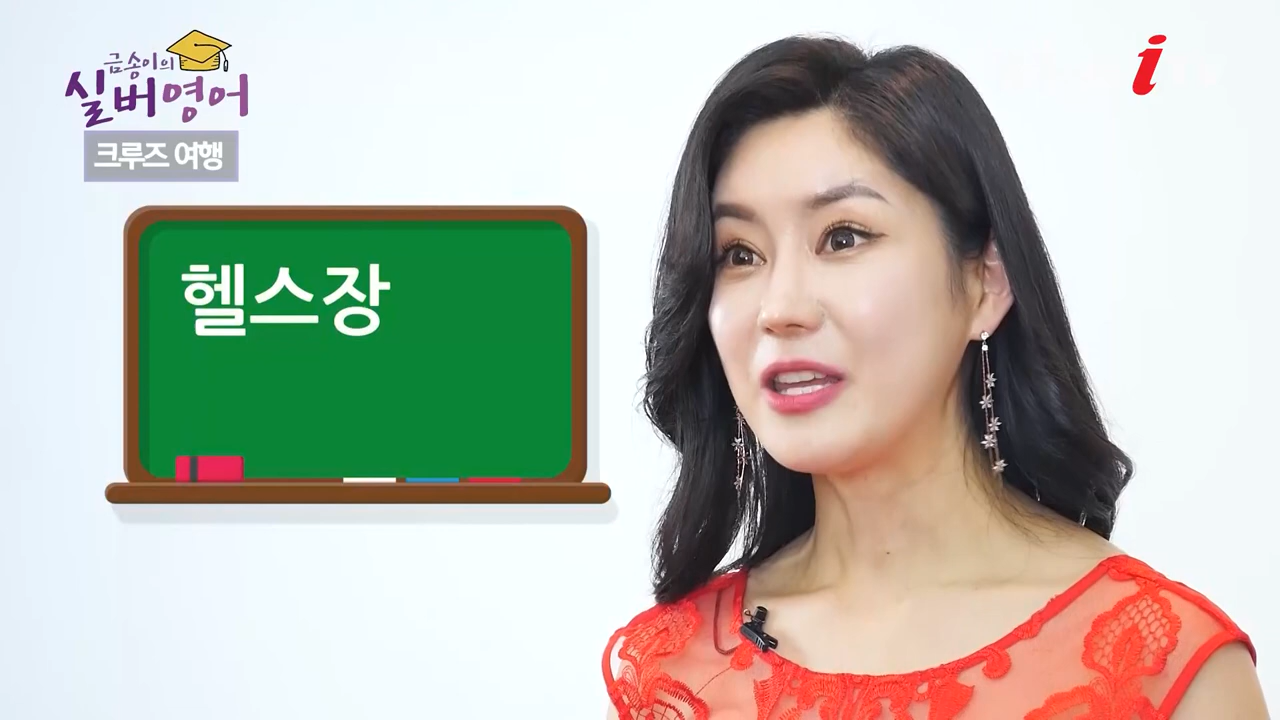 금송이의
실버영어
크루즈 여행
i
헬스장